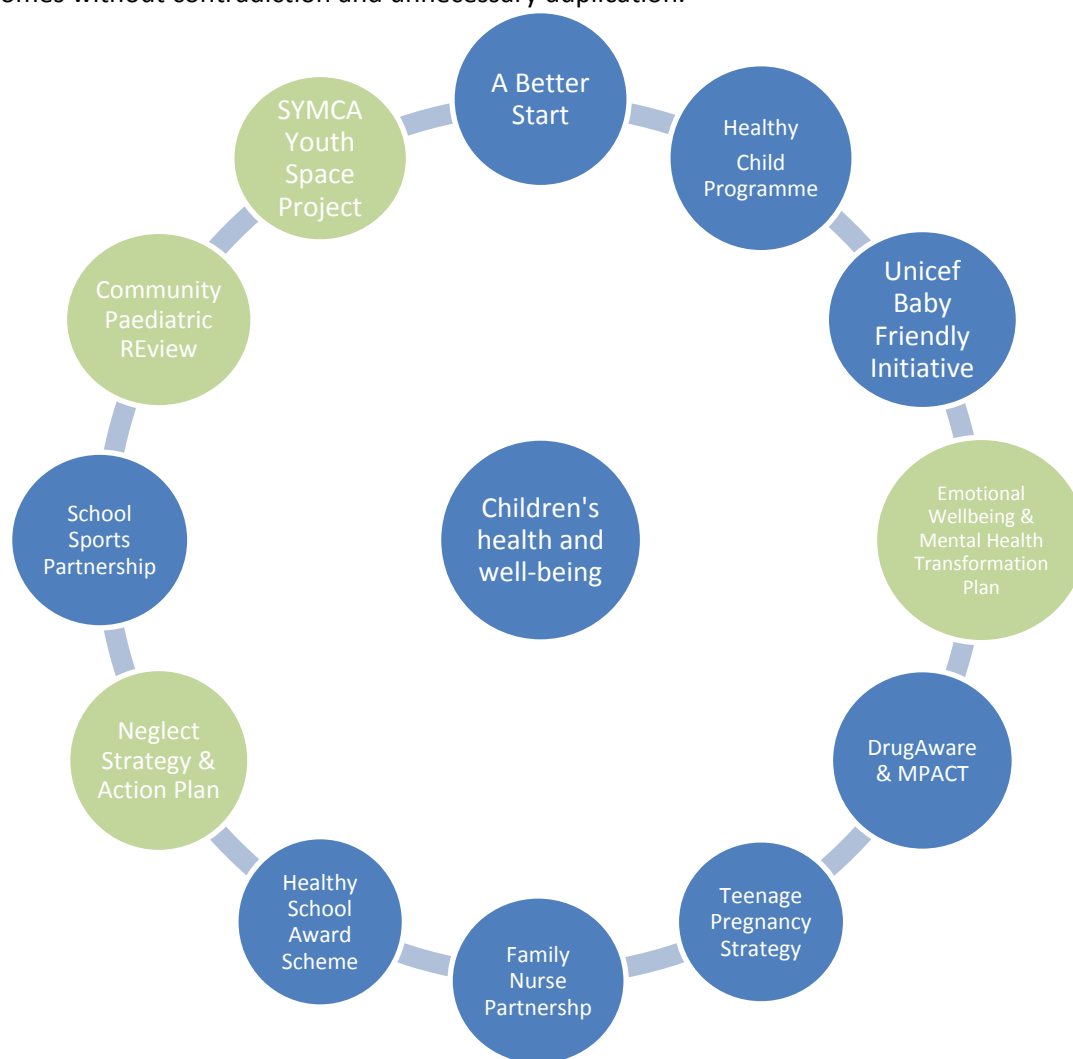 omes without contradiction and unnecessary duplication.
A Better
Start
Healthy
Child
Programme
Unicef
Baby
Friendly
Initiative
Emotional
Wellbeing &
Mental Health
Transformation
Plan
DrugAware
& MPACT
Teenage
Pregnancy
Strategy
Family
Nurse
Partnershp
Healthy
School
Award
Scheme
Neglect
Strategy &
Action Plan
School
Sports
Partnership
Community
Paediatric
REview
SYMCA
Youth
Space
Project
Children's
health and
well-being